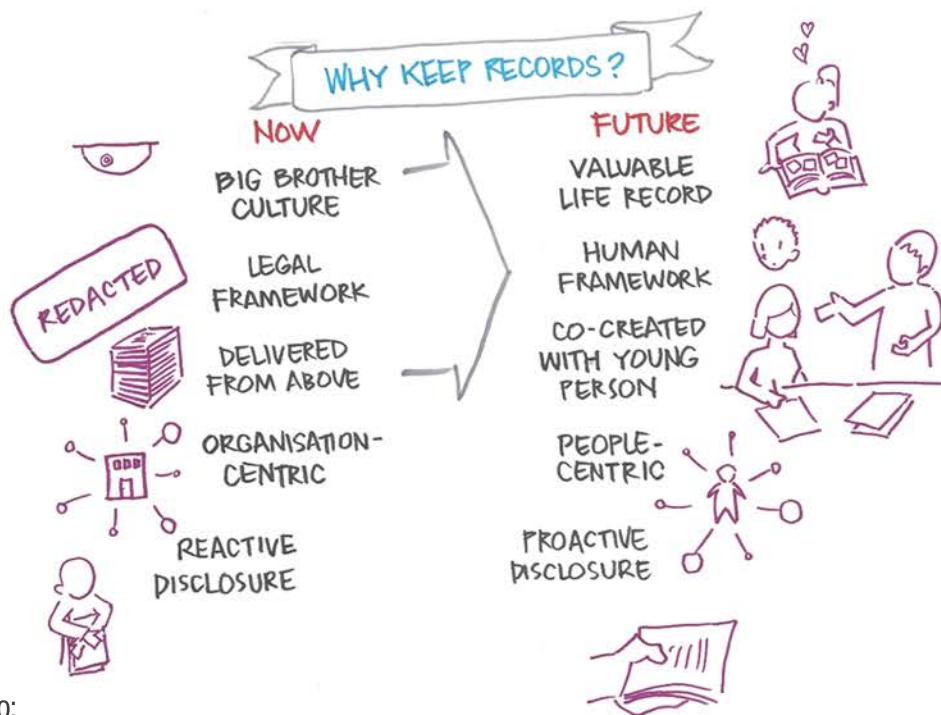 WHY KEEP RECORDS?
NOW
BIG BROTHER
CULTURE
REDACTED
LEGAL
FRAMEWORK
DELIVERED
FROM ABOVE
ORGANISATION-
CENTRIC
REACTIVE
DISCLOSURE
FUTURE
VALUABLE
LIFE RECORD
HUMAN
FRAMEWORK
CO-CREATED
WITH YOUNG
PERSON
PEOPLE-
CENTRIC
PROACTIVE
DISCLOSURE